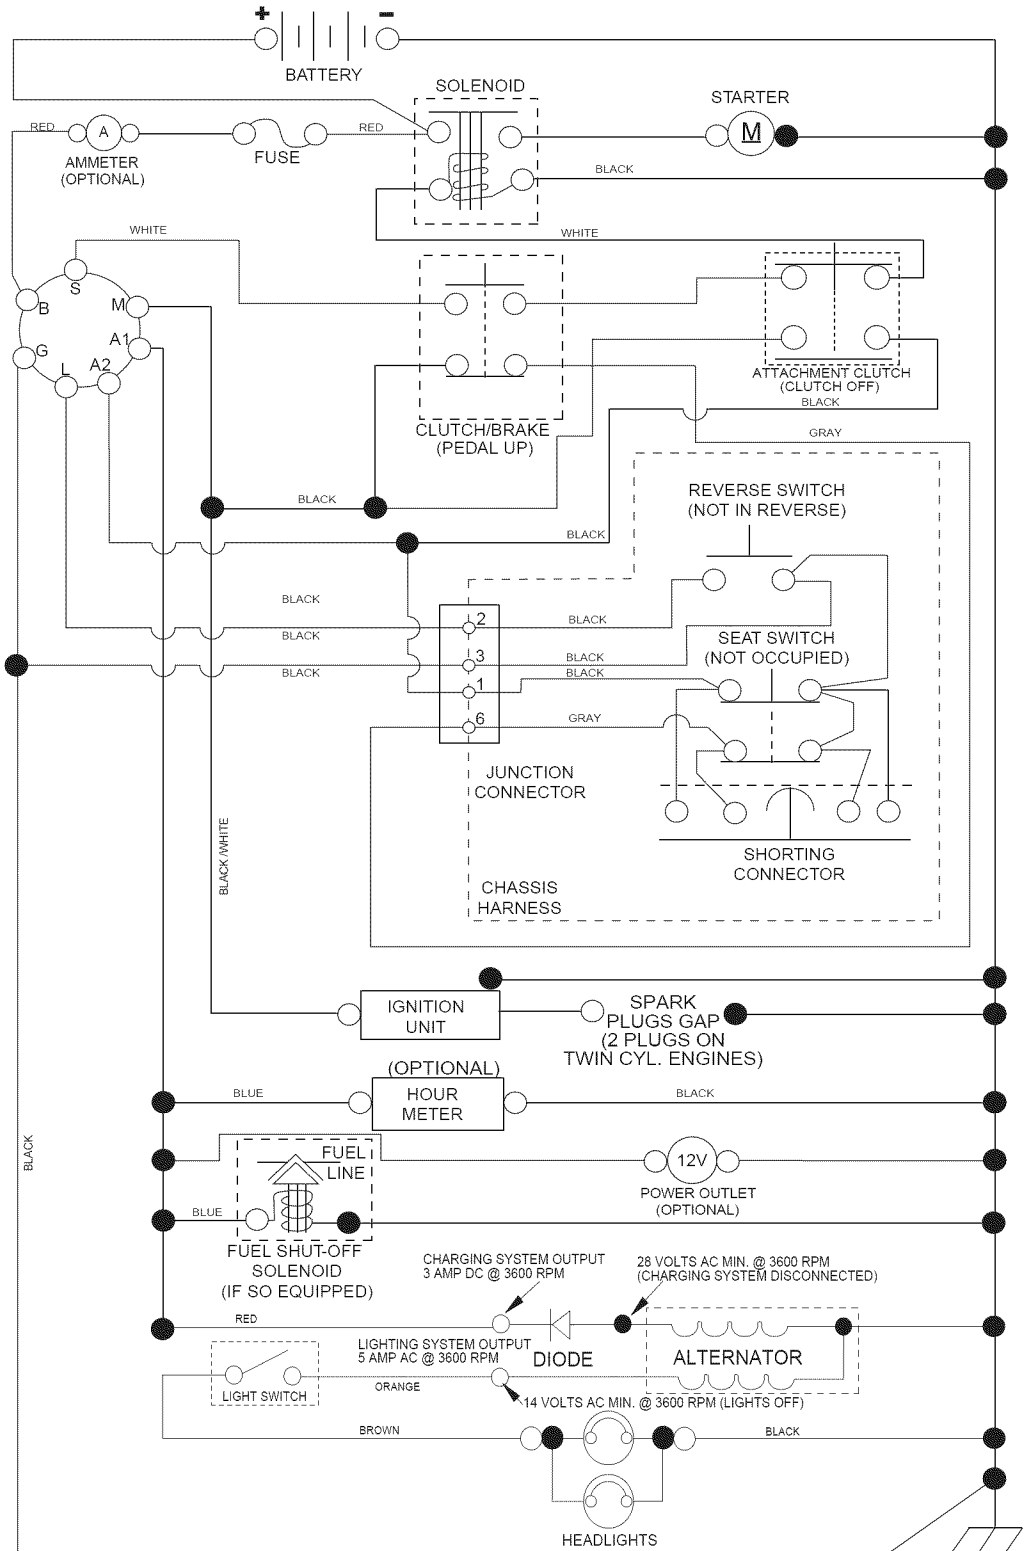 + −
BATTERY
SOLENOID
STARTER
RED
A
RED
M
FUSE
AMMETER
(OPTIONAL)
BLACK
WHITE
WHITE
S
B
M
A1
G
A2
L
ATTACHMENT CLUTCH
(CLUTCH OFF)
BLACK
CLUTCH/BRAKE
(PEDAL UP)
GRAY
REVERSE SWITCH
(NOT IN REVERSE)
BLACK
BLACK
BLACK
2
BLACK
BLACK
SEAT SWITCH
(NOT OCCUPIED)
3
BLACK
BLACK
BLACK
1
6
GRAY
JUNCTION
CONNECTOR
BLACK/WHITE
SHORTING
CONNECTOR
CHASSIS
HARNESS
IGNITION
UNIT
SPARK
PLUGS GAP
(2 PLUGS ON
TWIN CYL. ENGINES)
(OPTIONAL)
BLUE
HOUR
METER
BLACK
BLACK
FUEL
LINE
12V
POWER OUTLET
(OPTIONAL)
BLUE
FUEL SHUT-OFF
SOLENOID
(IF SO EQUIPPED)
CHARGING SYSTEM OUTPUT
3 AMP DC @ 3600 RPM
28 VOLTS AC MIN. @ 3600 RPM
(CHARGING SYSTEM DISCONNECTED)
RED
LIGHTING SYSTEM OUTPUT
5 AMP AC @ 3600 RPM
DIODE
ALTERNATOR
LIGHT SWITCH
ORANGE
14 VOLTS AC MIN. @ 3600 RPM (LIGHTS OFF)
BROWN
BLACK
HEADLIGHTS